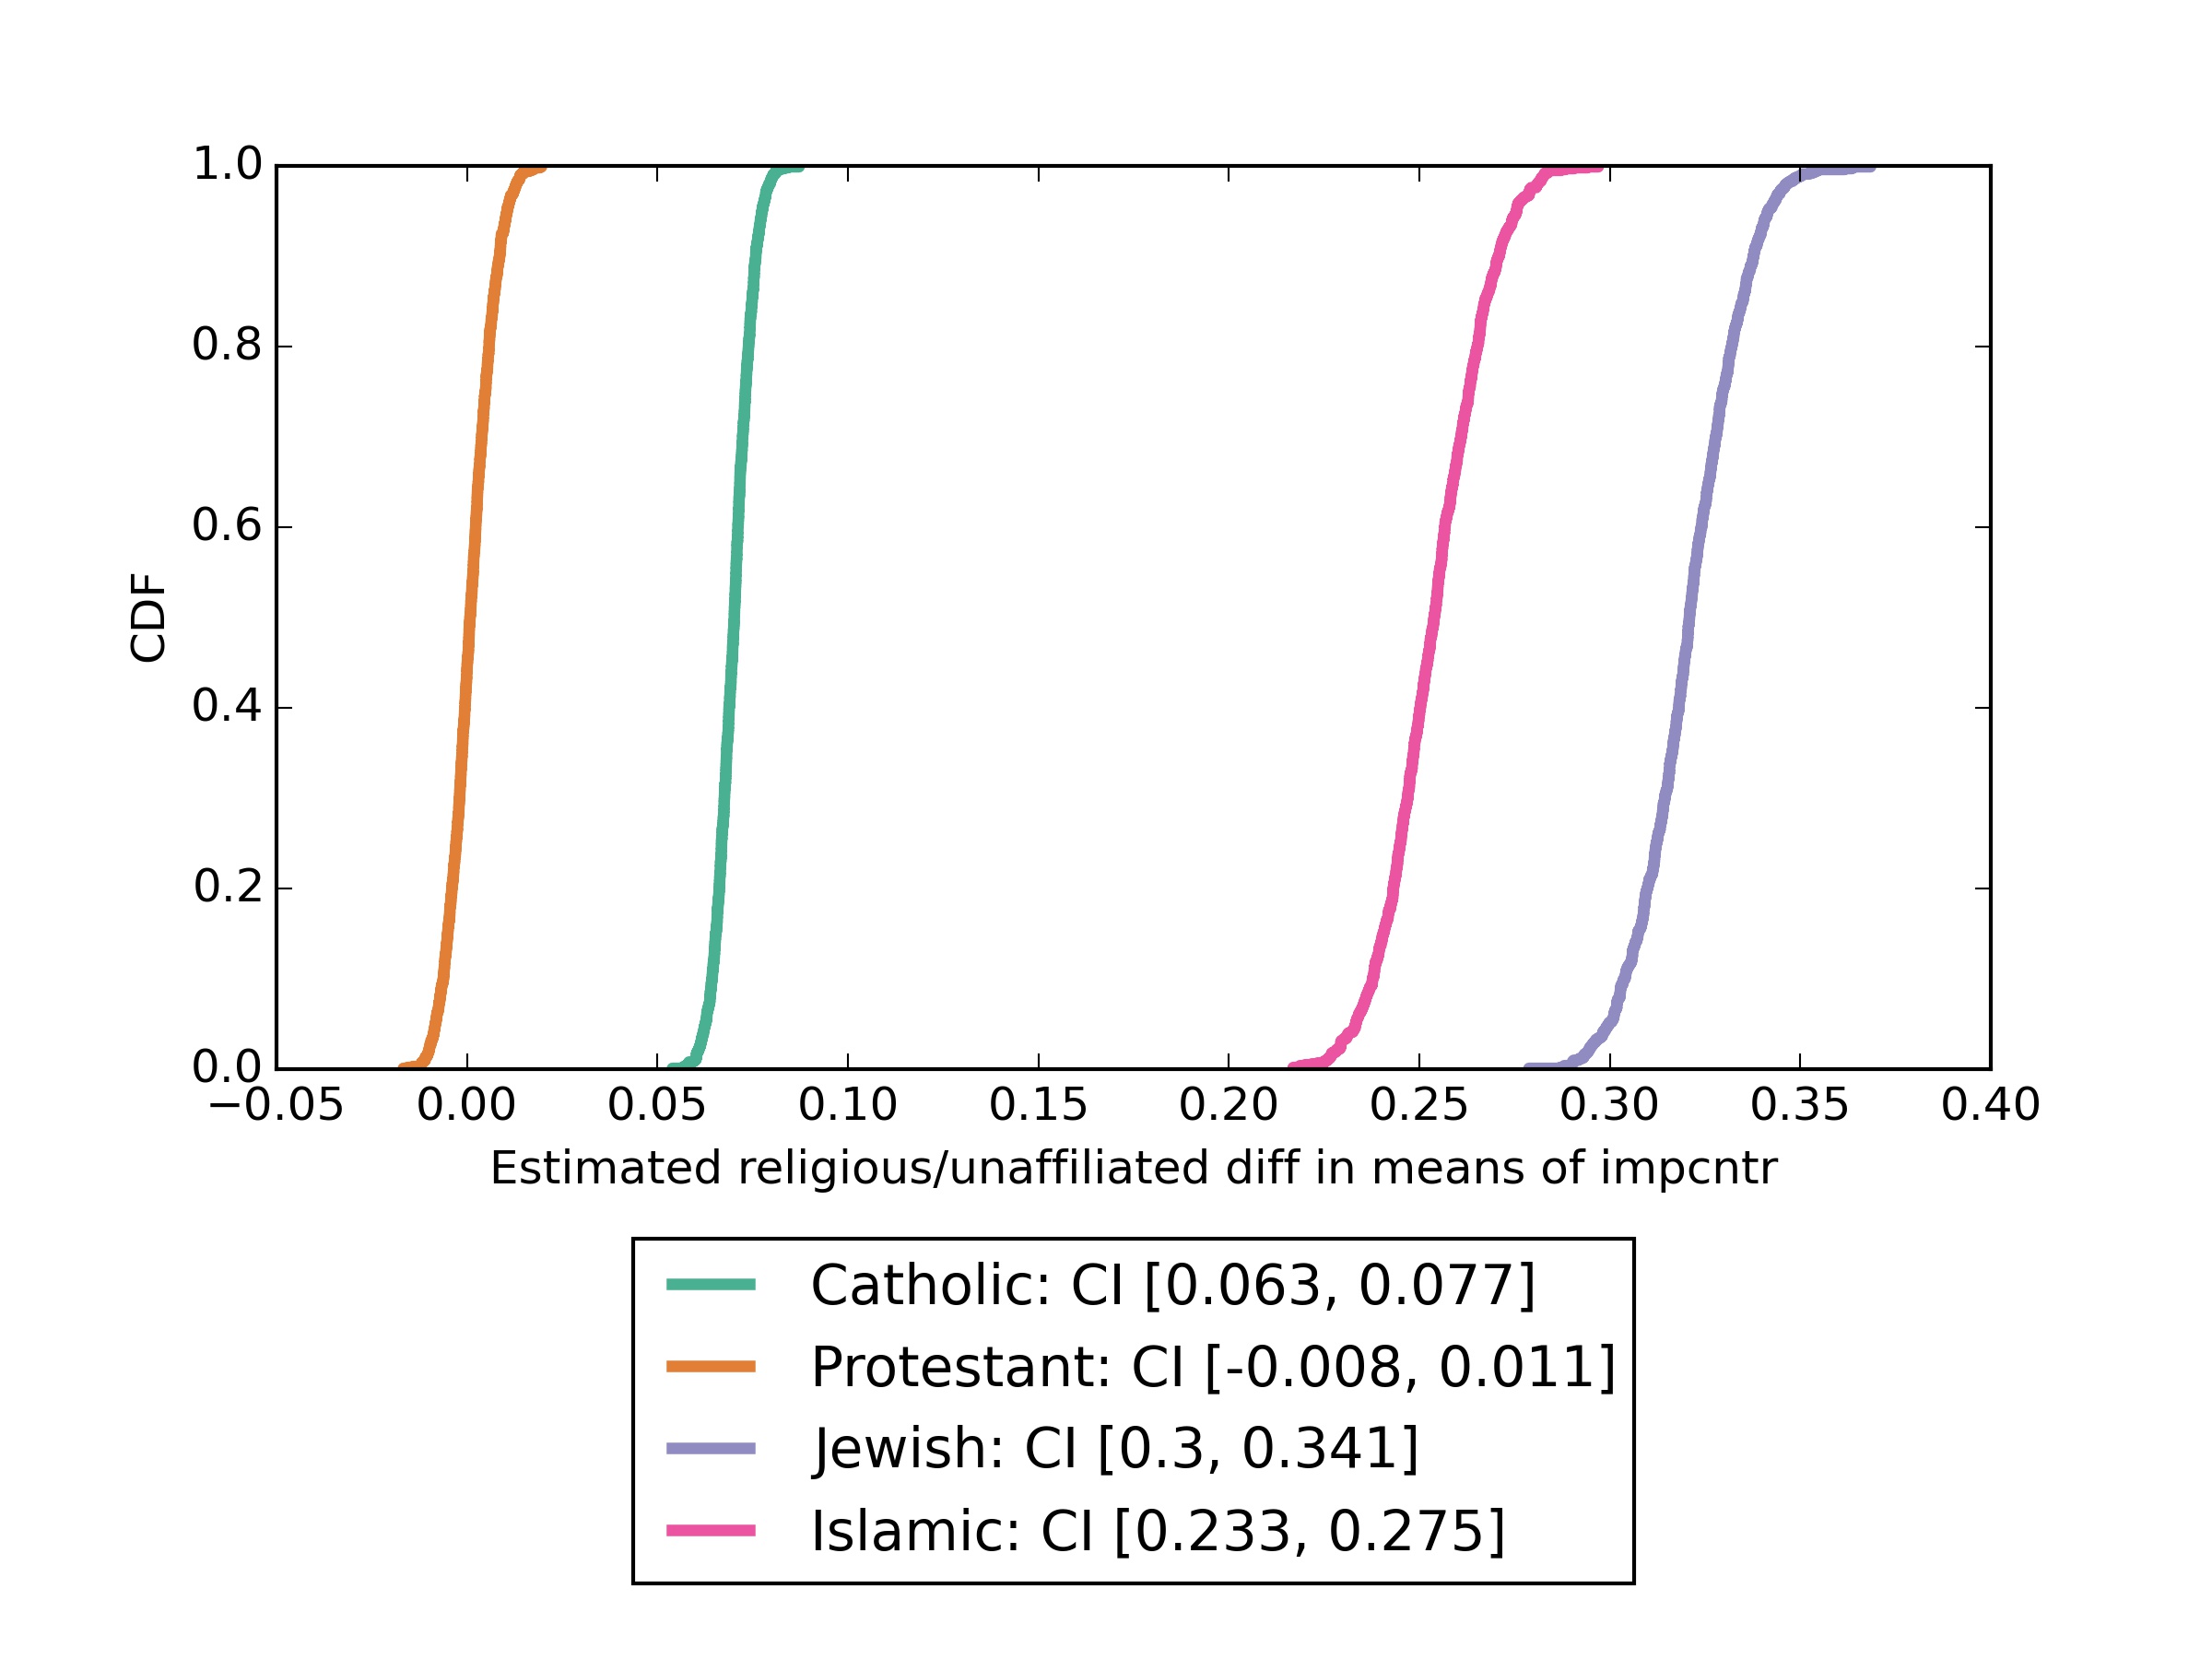 1.0
0.8
0.6
0.4
0.2
0.0
CDF
−0.05 0.00 0.05 0.10 0.15 0.20 0.25 0.30 0.35 0.40
Estimated religious/unaffiliated diff in means of impcntr
Catholic: CI [0.063, 0.077]
Protestant: CI [-0.008, 0.011]
Jewish: CI [0.3, 0.341]
Islamic: CI [0.233, 0.275]